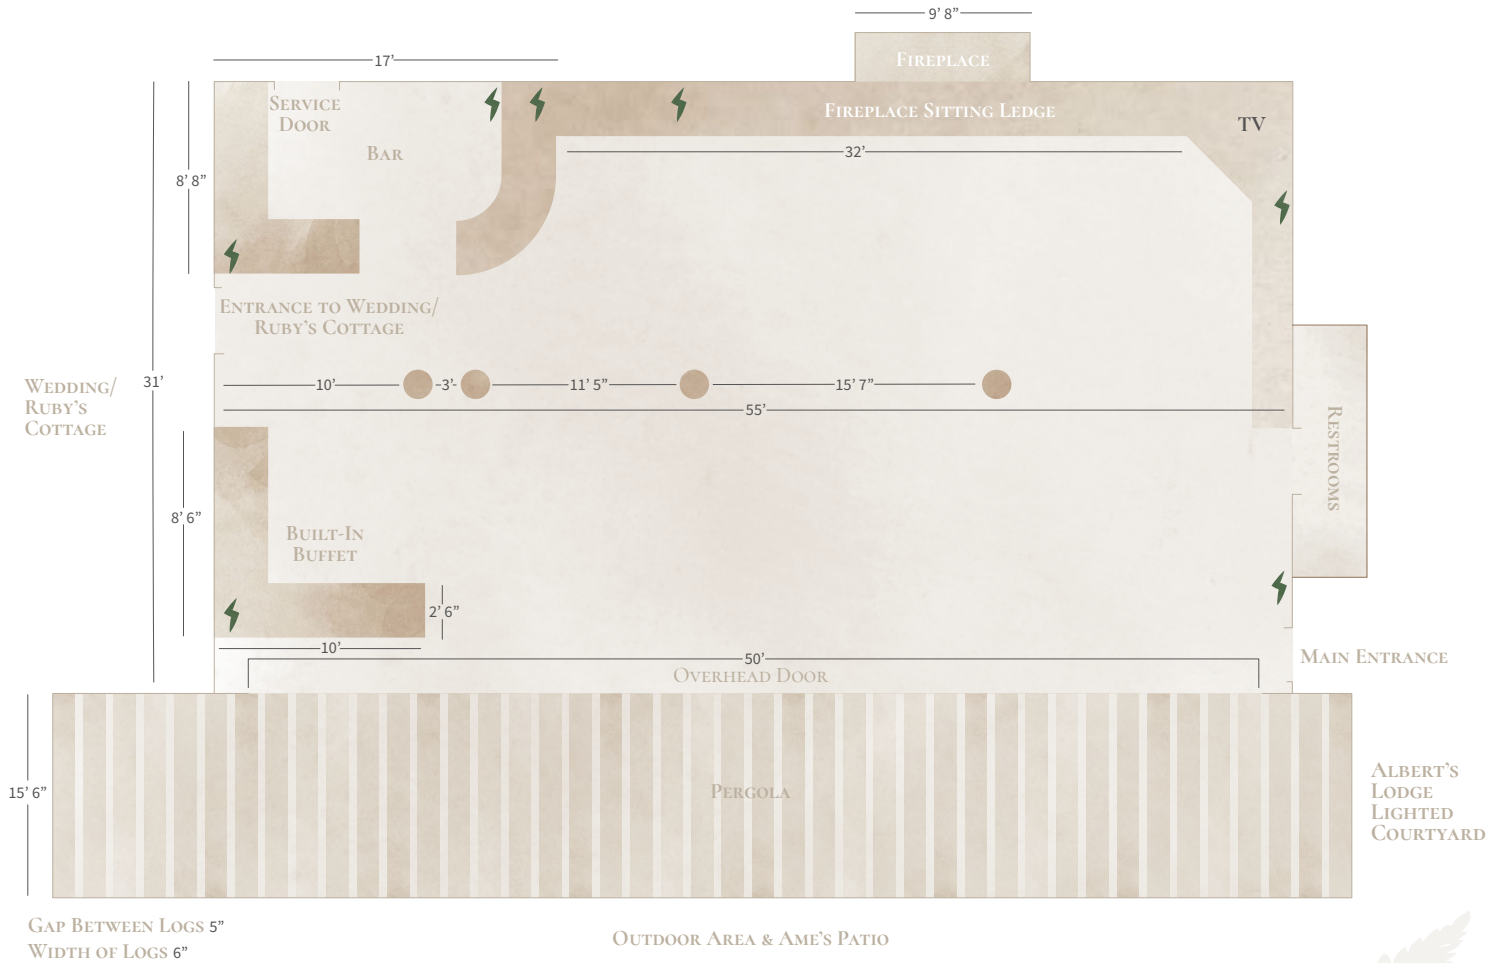 9’ 8”
17’
Fireplace
Service
Door
Fireplace Sitting Ledge
TV
Bar
32’
8’ 8”
Entrance to Wedding/
Ruby’s Cottage
Wedding/
Ruby’s
Cottage
31’
10’
3’
11’ 5”
15’ 7”
55’
Restrooms
8’ 6”
Built-In
Buffet
2’ 6”
10’
50’
Overhead Door
Main Entrance
15’ 6”
Pergola
Albert’s
Lodge
Lighted
Courtyard
Gap Between Logs 5”
Width of Logs 6”
Outdoor Area & Ame’s Patio